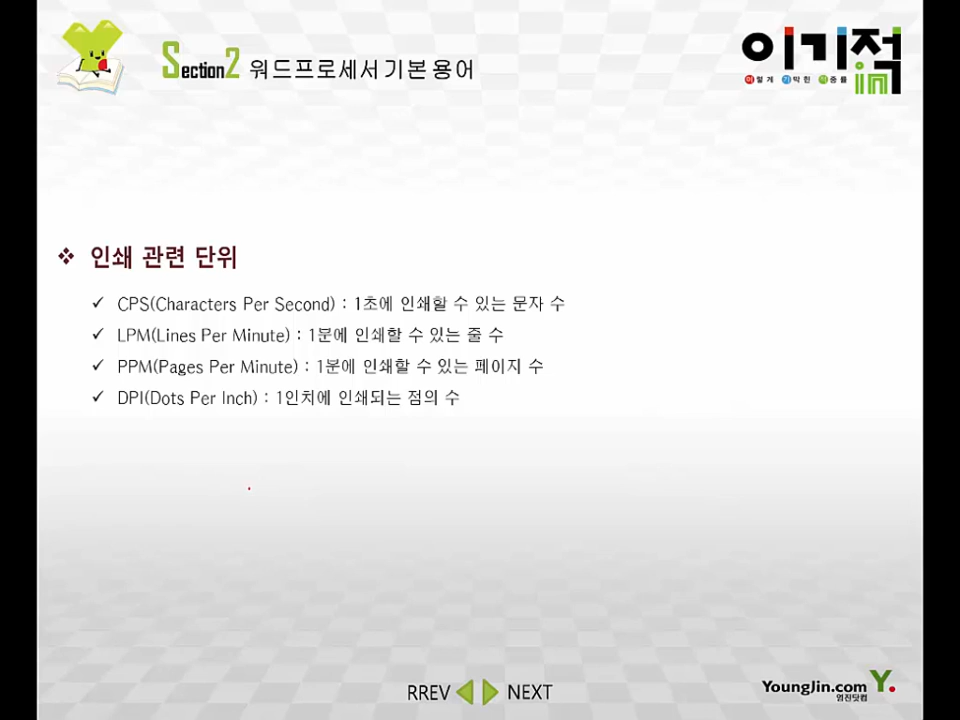 Section2 워드프로세서 기본 용어
이기적in
이렇게 기막힌 적중률
❖ 인쇄 관련 단위
✓ CPS(Characters Per Second) : 1초에 인쇄할 수 있는 문자 수
✓ LPM(Lines Per Minute) : 1분에 인쇄할 수 있는 줄 수
✓ PPM(Pages Per Minute) : 1분에 인쇄할 수 있는 페이지 수
✓ DPI(Dots Per Inch) : 1인치에 인쇄되는 점의 수
RREV NEXT
YoungJin.com Y.
영진닷컴